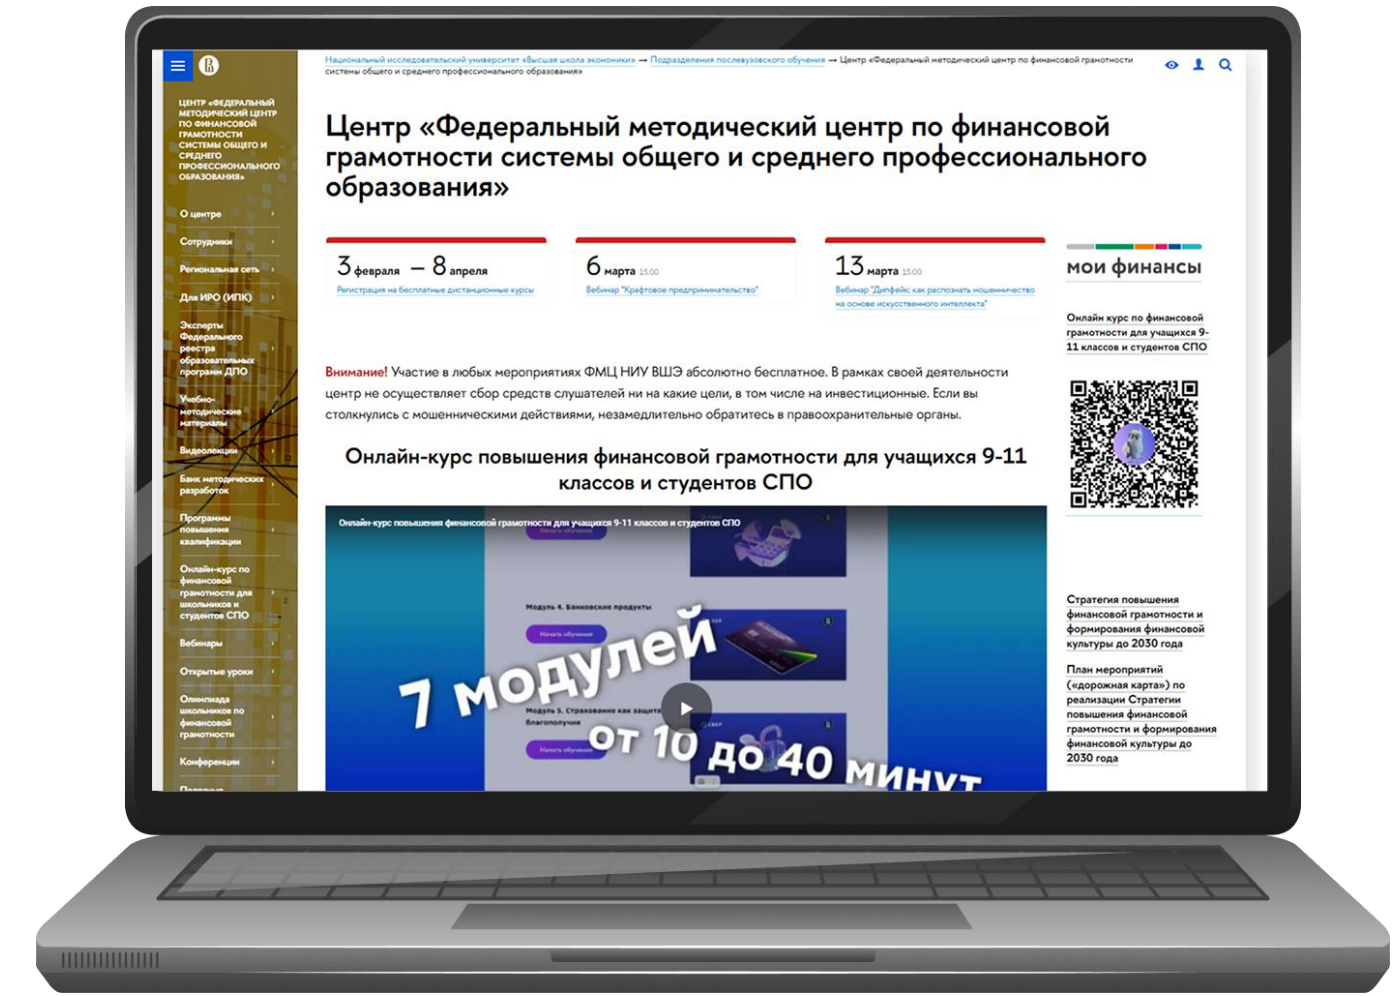 Национальный исследовательский университет «Высшая школа экономики» → Подразделения послевузовского обучения → Центр «Федеральный методический центр по финансовой грамотности
системы общего и среднего профессионального образования»
ЦЕНТР «ФЕДЕРАЛЬНЫЙ
МЕТОДИЧЕСКИЙ ЦЕНТР
ПО ФИНАНСОВОЙ
ГРАМОТНОСТИ
СИСТЕМЫ ОБЩЕГО И
СРЕДНЕГО
ПРОФЕССИОНАЛЬНОГО
ОБРАЗОВАНИЯ»
О центре
Сотрудники
Региональная сеть
Для ИРО (ИПК)
Эксперты
Федерального
реестра
образовательных
программ ДПО
Учебно-
методические
материалы
Видеолекции
Банк методических
разработок
Программы
повышения
квалификации
Онлайн-курс по
финансовой
грамотности для
школьников и
студентов СПО
Вебинары
Открытые уроки
Олимпиада
школьников по
финансовой
грамотности
Конференции
Полезные
Центр «Федеральный методический центр по финансовой
грамотности системы общего и среднего профессионального
образования»
3 февраля — 8 апреля
Регистрация на бесплатные дистанционные курсы
6 марта 15:00
Вебинар "Крафтовое предпринимательство"
13 марта 15:00
Вебинар "Дипфейк: как распознать мошенничество
на основе искусственного интеллекта"
Внимание! Участие в любых мероприятиях ФМЦ НИУ ВШЭ абсолютно бесплатное. В рамках своей деятельности
центр не осуществляет сбор средств слушателей ни на какие цели, в том числе на инвестиционные. Если вы
столкнулись с мошенническими действиями, незамедлительно обратитесь в правоохранительные органы.
Онлайн-курс повышения финансовой грамотности для учащихся 9-11
классов и студентов СПО
Онлайн-курс повышения финансовой грамотности для учащихся 9-11 классов и студентов СПО
Начать обучение
Модуль 4. Банковские продукты
Начать обучение
7 модулей
Модуль 5. Страхование как защита
благополучия
Начать обучение
от 10 до 40 минут
мои финансы
Онлайн курс по финансовой
грамотности для учащихся 9-
11 классов и студентов СПО
Стратегия повышения
финансовой грамотности и
формирования финансовой
культуры до 2030 года
План мероприятий
(«дорожная карта») по
реализации Стратегии
повышения финансовой
грамотности и формирования
финансовой культуры до
2030 года